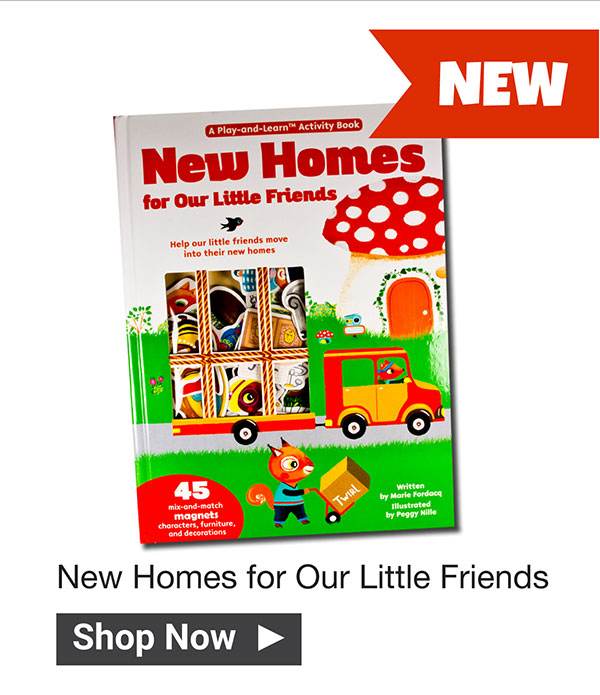 NEW
A Play-and-Learn™ Activity Book
New Homes
for Our Little Friends
Help our little friends move
into their new homes
45
mix-and-match
magnets
characters, furniture,
and decorations
TWIRL
Written
by Marie Fordacq
Illustrated
by Peggy Nille
New Homes for Our Little Friends
Shop Now